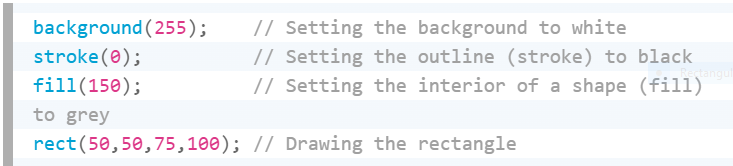 background(255);    // Setting the background to white
stroke(0);          // Setting the outline (stroke) to black
fill(150);          // Setting the interior of a shape (fill)
to grey
rect(50,50,75,100); // Drawing the rectangle